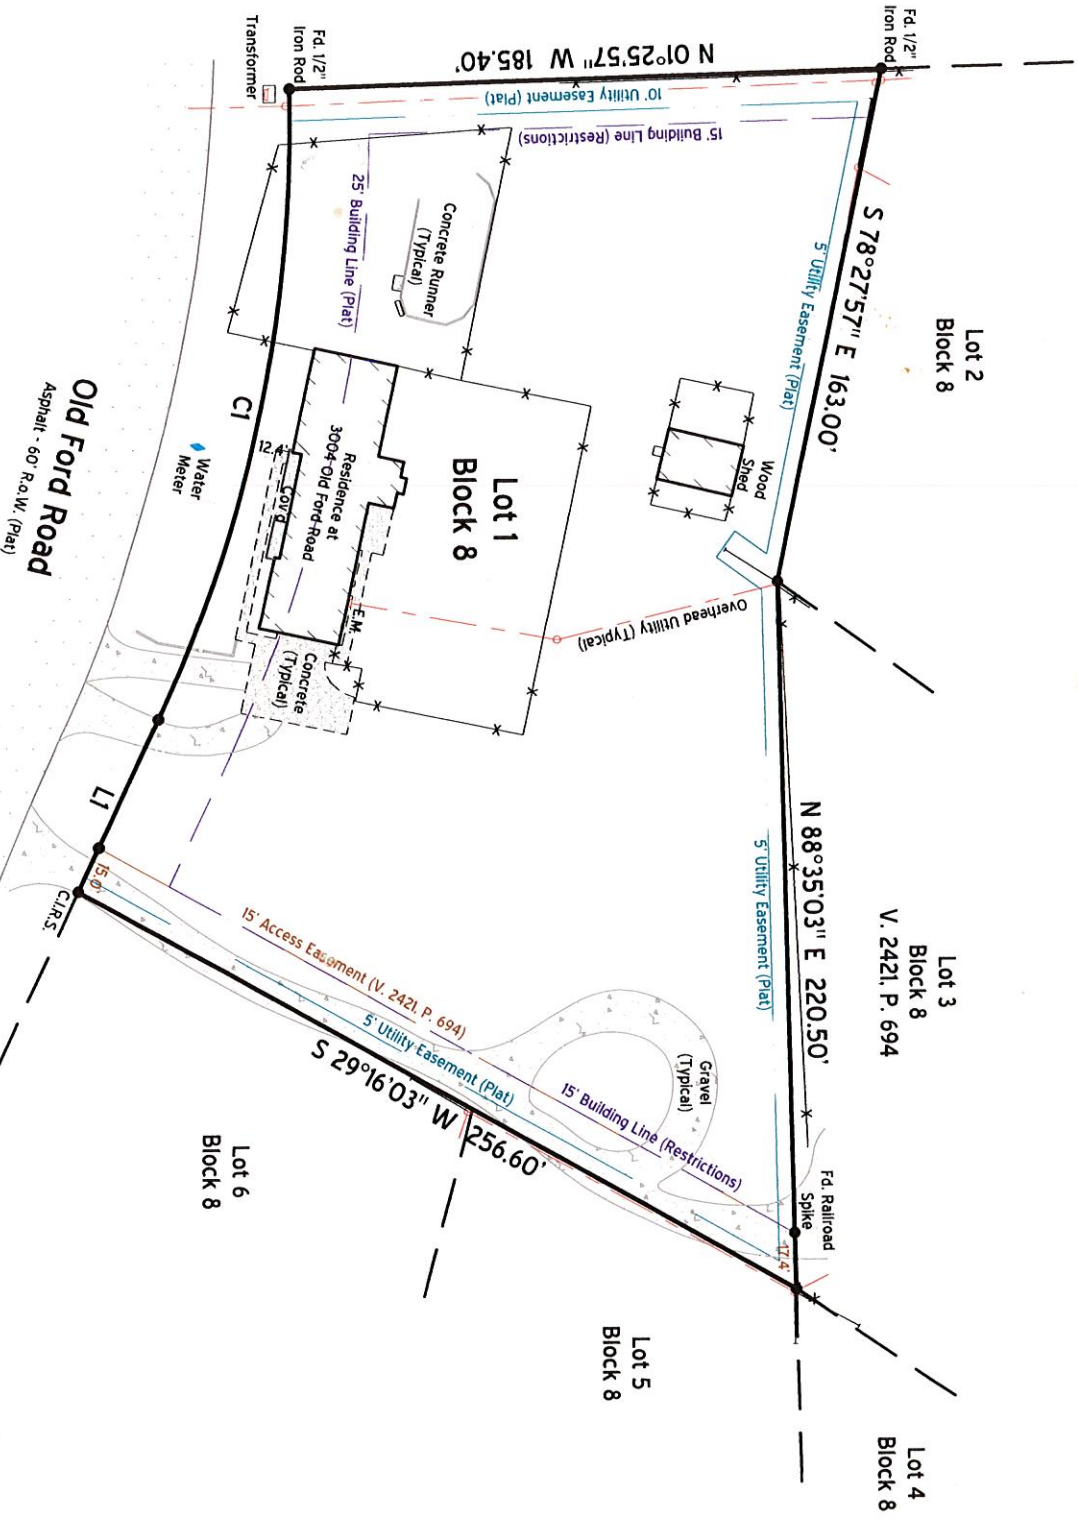 Fd. 1/2"
Iron Rod
N 01°25'57" W 185.40'
10' Utility Easement (Plat)
15' Building Line (Restrictions)
Fd. 1/2"
Iron Rod
Transformer
S 78°27'57" E 163.00'
5' Utility Easement (Plat)
Lot 2
Block 8
25' Building Line (Plat)
Concrete Runner
(Typical)
Wood
Shed
Lot 1
Block 8
Residence at
3004 Old Ford Road
12.4'
Cov'd
C1
Water
Meter
Old Ford Road
Asphalt - 60' R.o.W. (Plat)
E.M.
Concrete
(Typical)
Overhead Utility (Typical)
N 88°35'03" E 220.50'
5' Utility Easement (Plat)
Lot 3
Block 8
V. 2421, P. 694
L1
15.0'
C.I.R.S.
15' Access Easement (V. 2421, P. 694)
5' Utility Easement (Plat)
S 29°16'03" W 256.60'
15' Building Line (Restrictions)
Gravel
(Typical)
Fd. Railroad
Spike
17.4'
Lot 6
Block 8
Lot 5
Block 8
Lot 4
Block 8